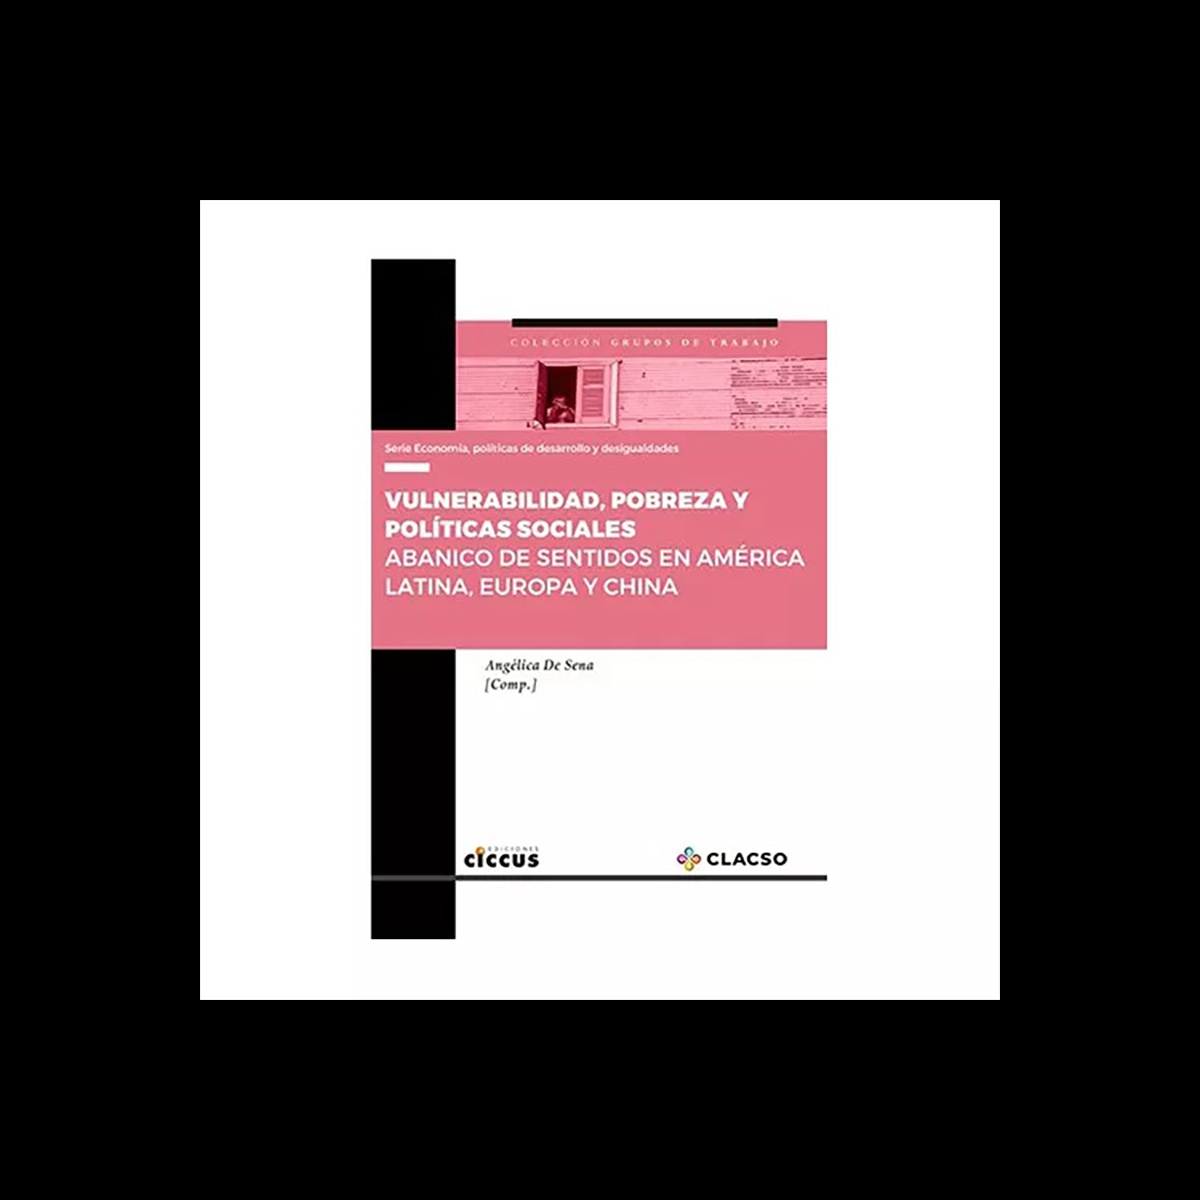 COLECCIÓN GRUPOS DE TRABAJO
Serie Economía, políticas de desarrollo y desigualdades
VULNERABILIDAD, POBREZA Y
POLÍTICAS SOCIALES
ABANICO DE SENTIDOS EN AMÉRICA
LATINA, EUROPA Y CHINA
Angélica De Sena
[Comp.]
EDICIONES
ciccus
CLACSO